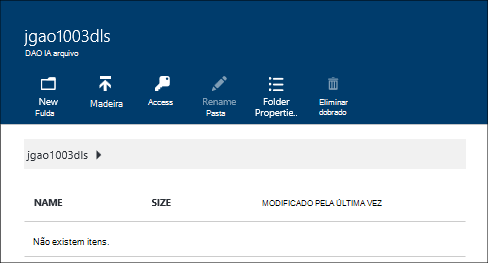 jgao1003dls
DAO IA arquivo
New Madeira Access Rename Folder Eliminar
Fulda Pasta Propertie.. dobrado
jgao1003dls
NAME SIZE MODIFICADO PELA ÚLTIMA VEZ
Não existem itens.